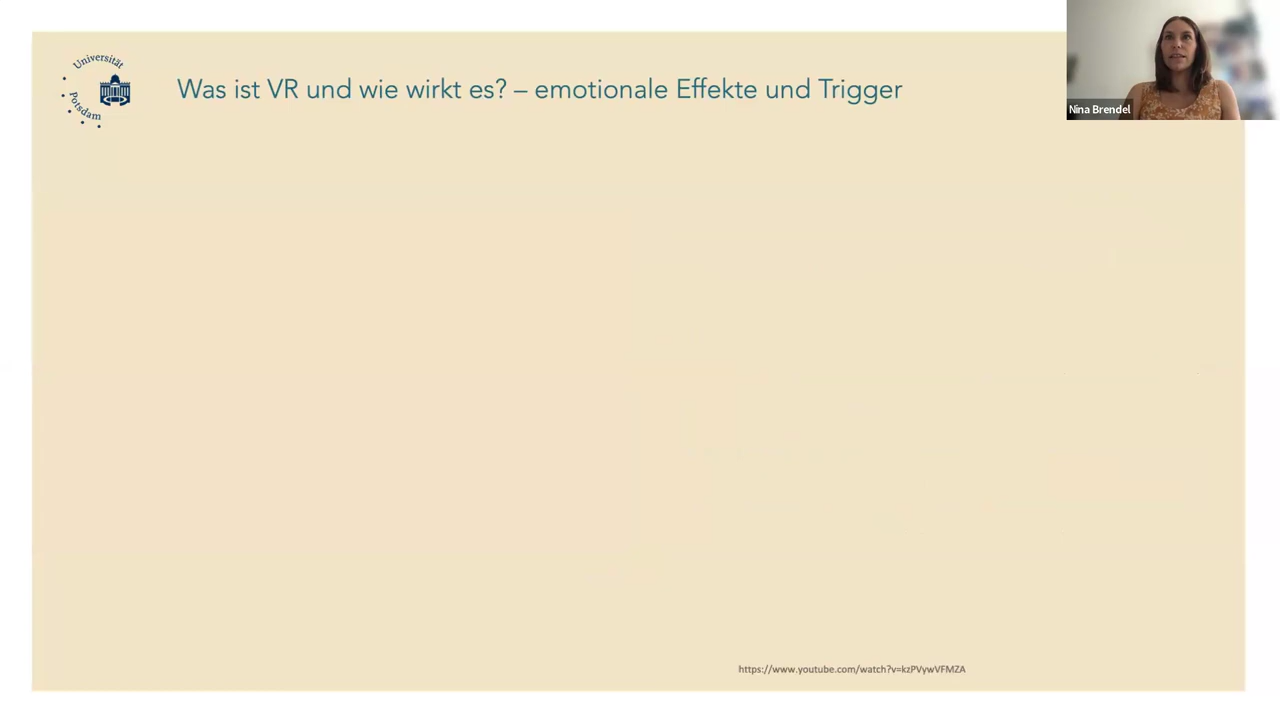 Universität
Potsdam
Was ist VR und wie wirkt es? – emotionale Effekte und Trigger
Nina Brendel
https://www.youtube.com/watch?v=kzPVywVFMZA